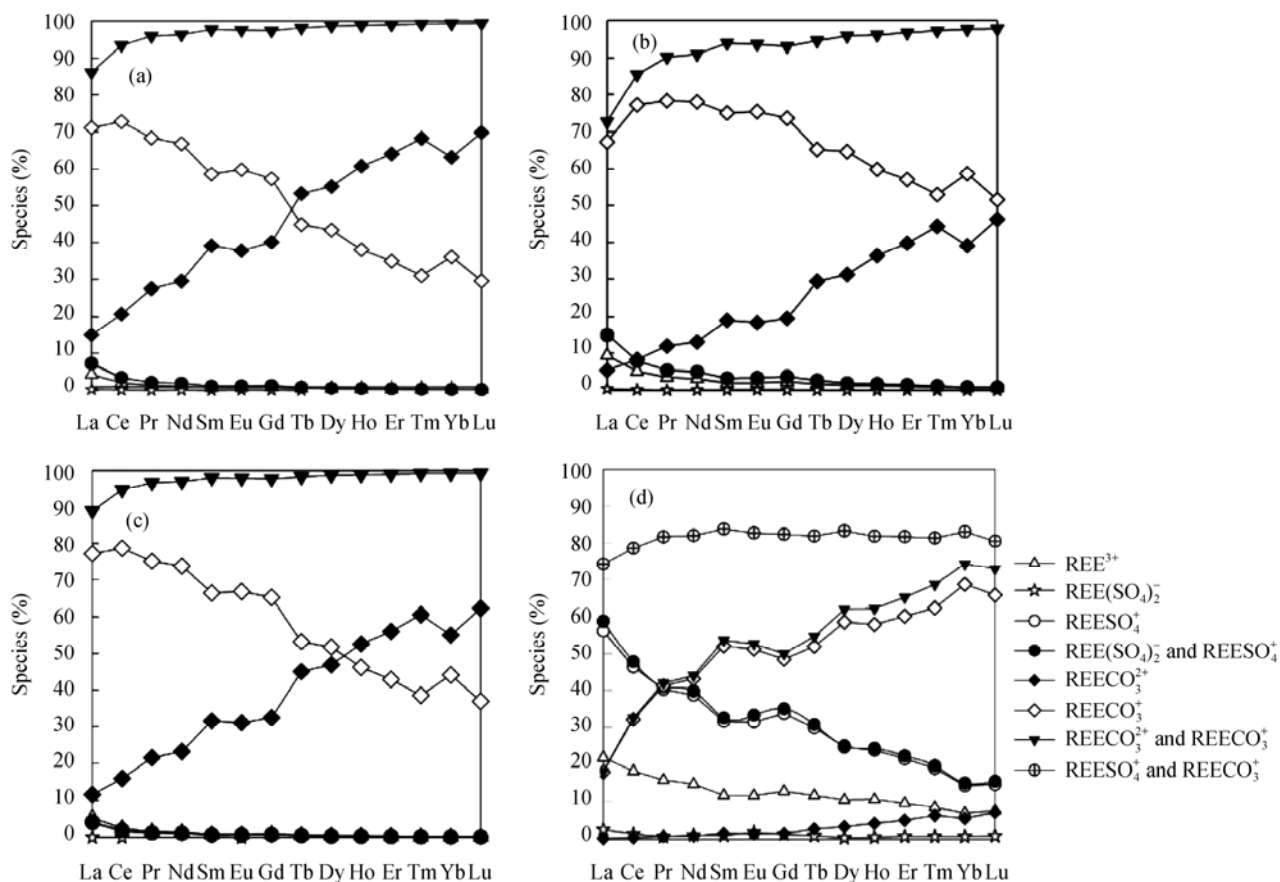 100
90
80
70
60
50
40
30
20
10
0
Species (%)
(a)
La Ce Pr Nd Sm Eu Gd Tb Dy Ho Er Tm Yb Lu
100
90
80
70
60
50
40
30
20
10
0
Species (%)
(b)
La Ce Pr Nd Sm Eu Gd Tb Dy Ho Er Tm Yb Lu
100
90
80
70
60
50
40
30
20
10
0
Species (%)
(c)
La Ce Pr Nd Sm Eu Gd Tb Dy Ho Er Tm Yb Lu
100
90
80
70
60
50
40
30
20
10
0
Species (%)
(d)
La Ce Pr Nd Sm Eu Gd Tb Dy Ho Er Tm Yb Lu
REE³⁺
REE(SO₄)₂⁻
REESO₄⁺
REE(SO₄)₂⁻ and REESO₄⁺
REECO₃²⁺
REECO₃⁺
REECO₃²⁺ and REECO₃⁺
REESO₄⁺ and REECO₃⁺